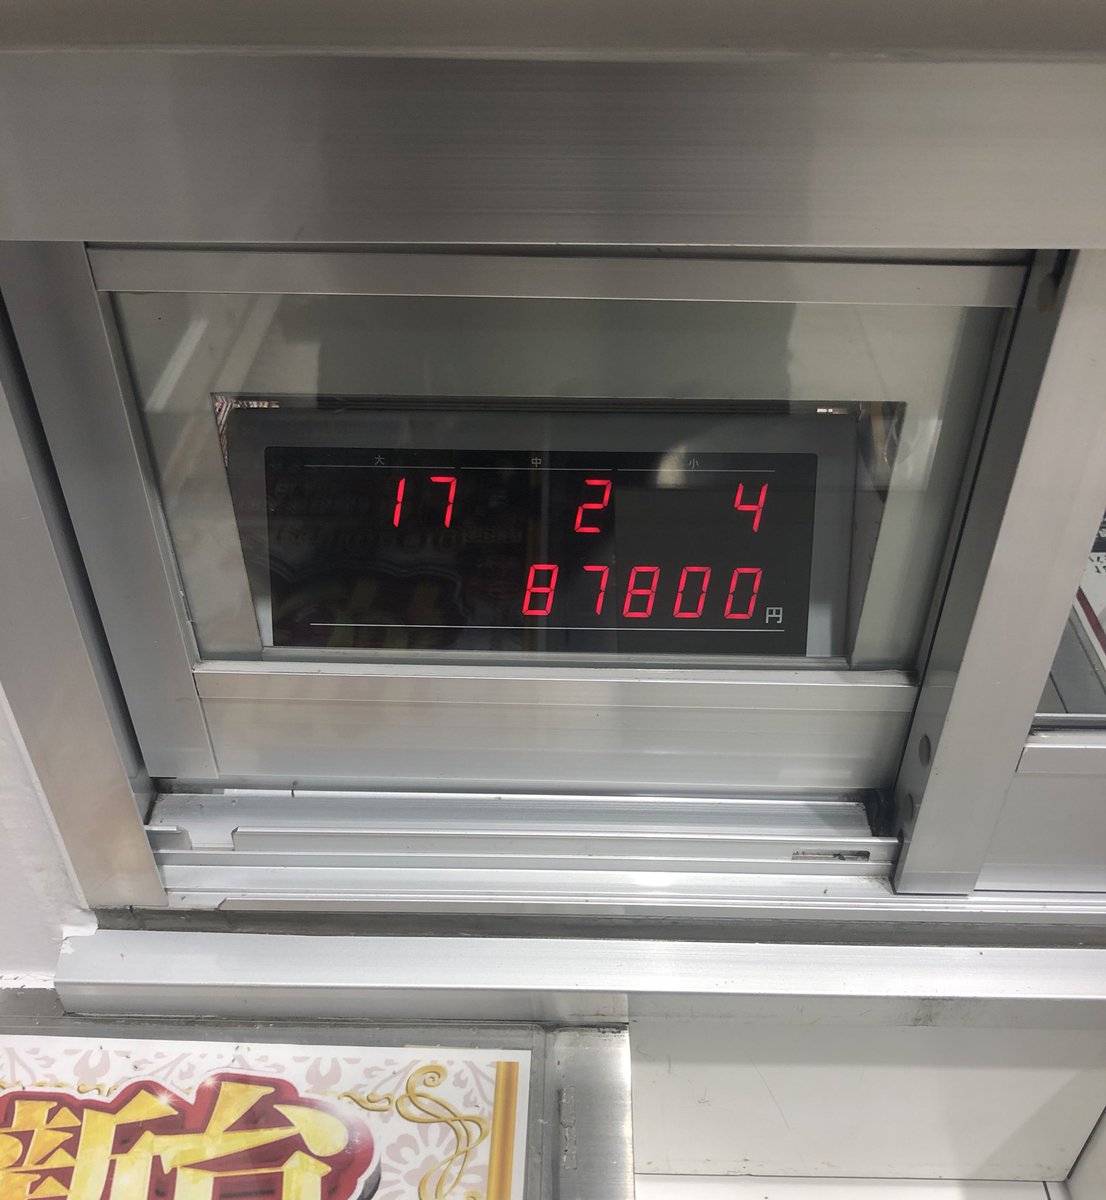 大 中 小
17 2 4
87800円
新台